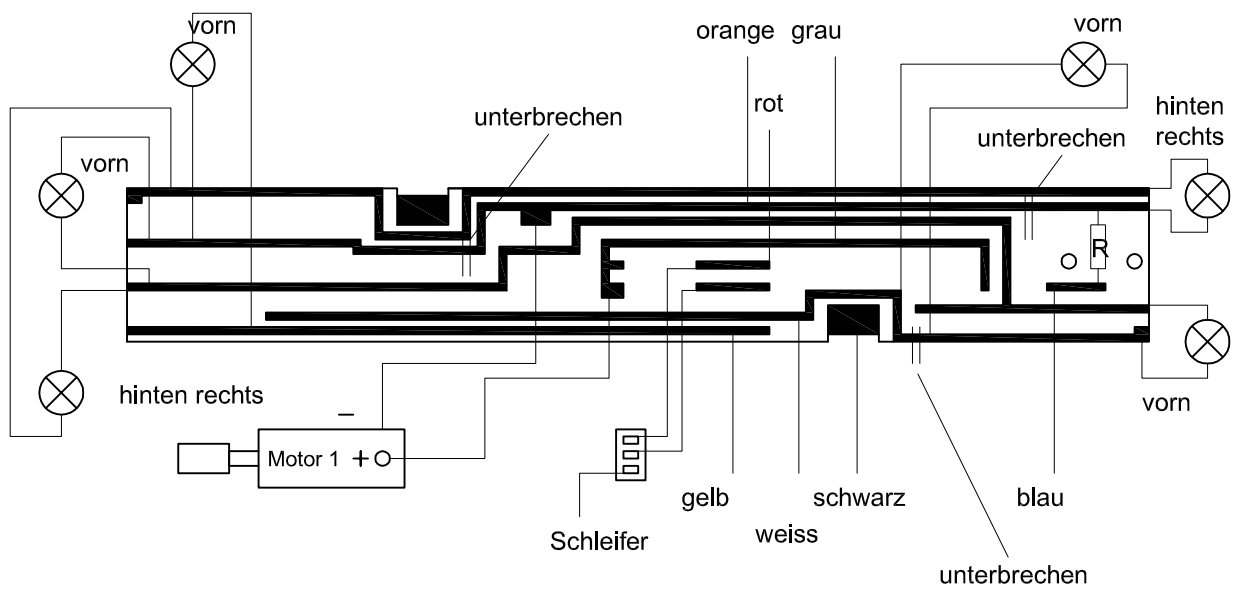 vorn
orange grau
vorn
rot
hinten
rechts
unterbrechen
unterbrechen
vorn
R
hinten rechts
vorn
–
Motor 1 +
gelb
schwarz
blau
weiss
Schleifer
unterbrechen